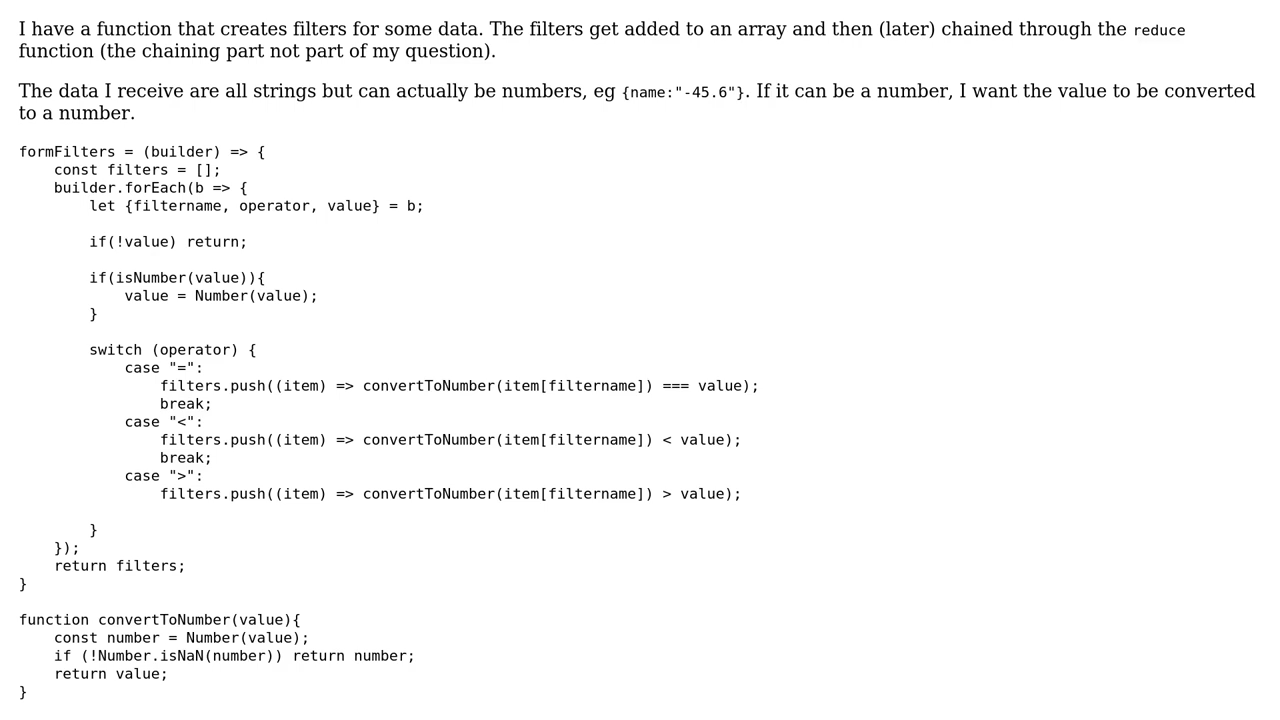 I have a function that creates filters for some data. The filters get added to an array and then (later) chained through the reduce
function (the chaining part not part of my question).
The data I receive are all strings but can actually be numbers, eg {name:"-45.6"}. If it can be a number, I want the value to be converted
to a number.
formFilters = (builder) => {
    const filters = [];
    builder.forEach(b => {
        let {filtername, operator, value} = b;

        if(!value) return;

        if(isNumber(value)){
            value = Number(value);
        }

        switch (operator) {
            case "=":
                filters.push((item) => convertToNumber(item[filtername]) === value);
                break;
            case "<":
                filters.push((item) => convertToNumber(item[filtername]) < value);
                break;
            case ">":
                filters.push((item) => convertToNumber(item[filtername]) > value);

        }
    });
    return filters;
}

function convertToNumber(value){
    const number = Number(value);
    if (!Number.isNaN(number)) return number;
    return value;
}